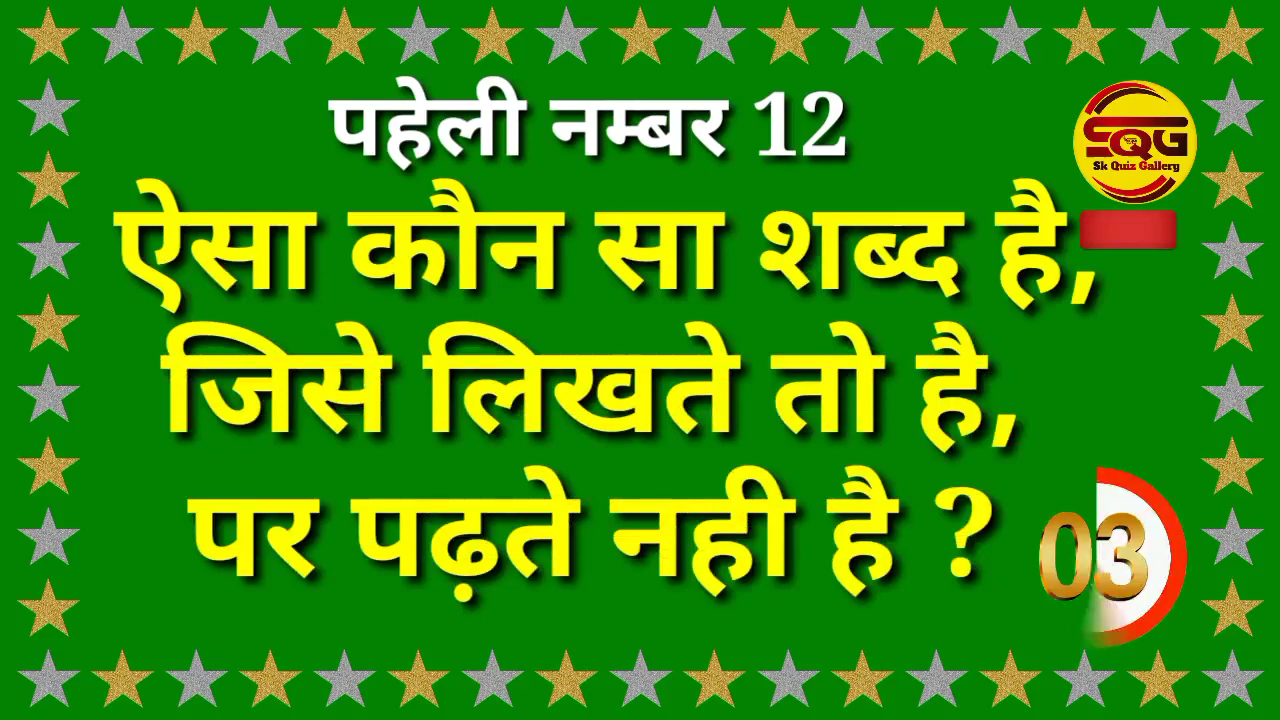 पहेली नम्बर 12
SQG
Sk Quiz Gallery
ऐसा कौन सा शब्द है,
जिसे लिखते तो है,
पर पढ़ते नही है ?
03